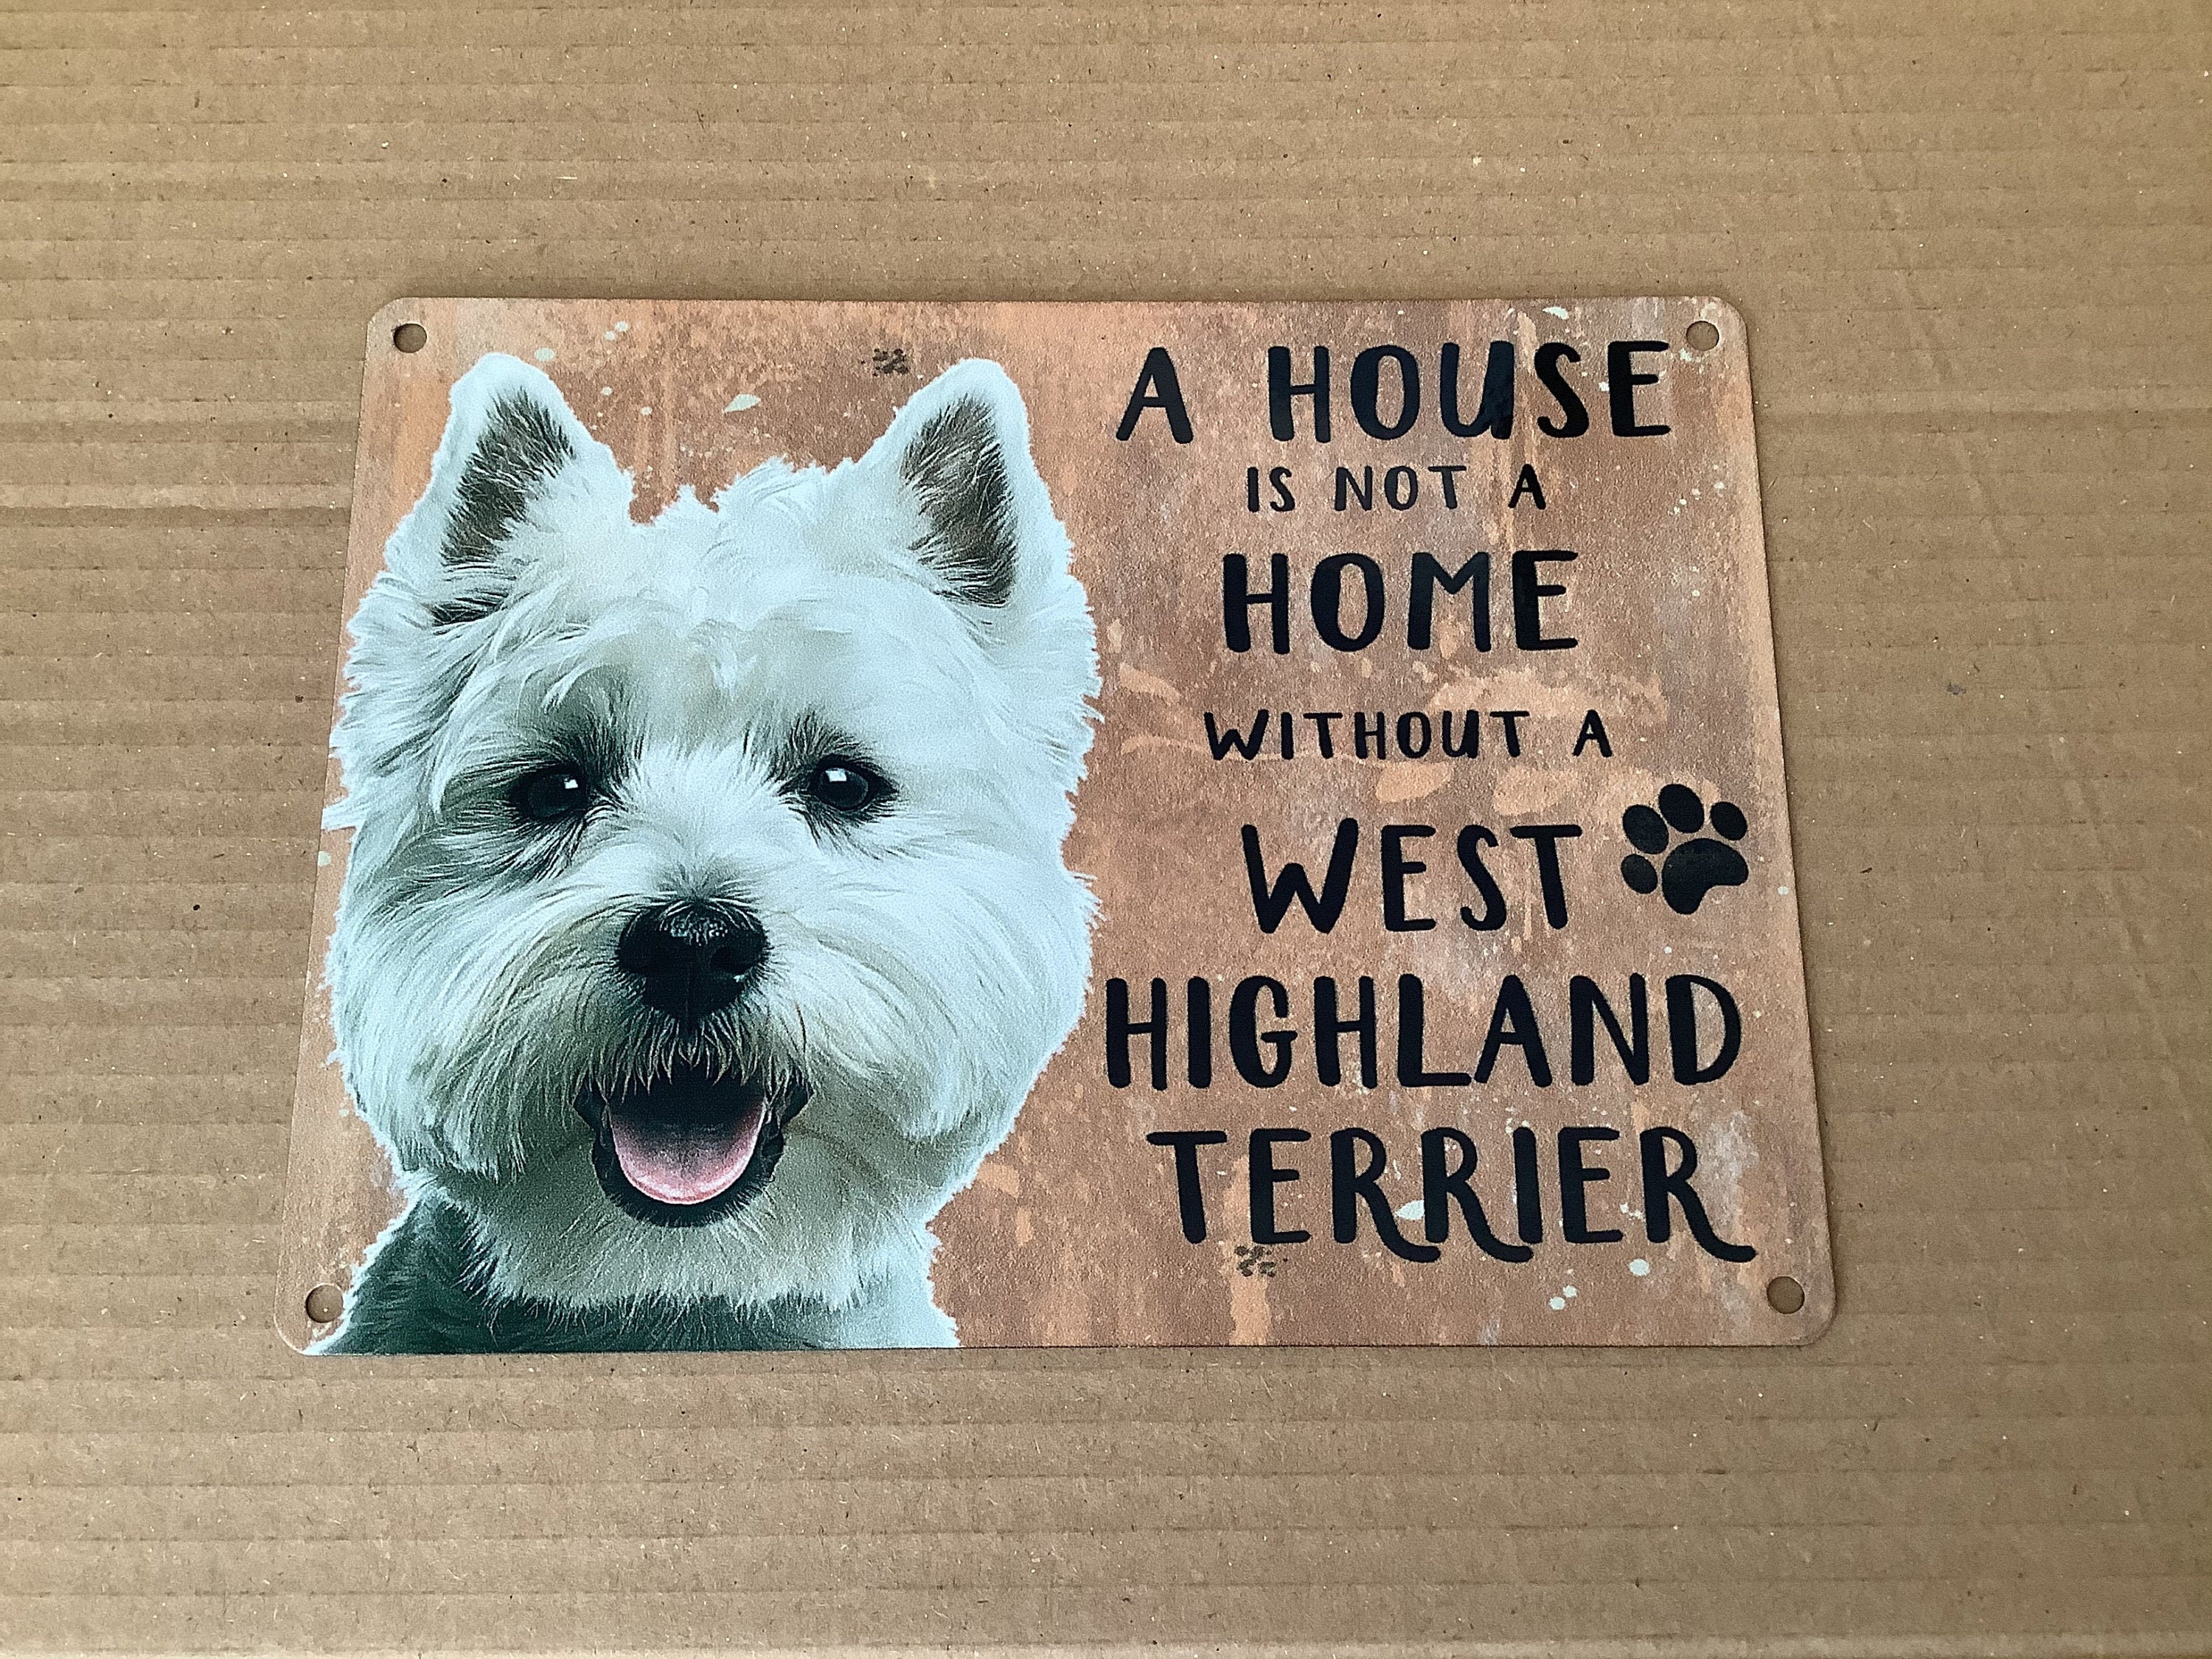 A HOUSE
IS NOT A
HOME
WITHOUT A
WEST
HIGHLAND
TERRIER